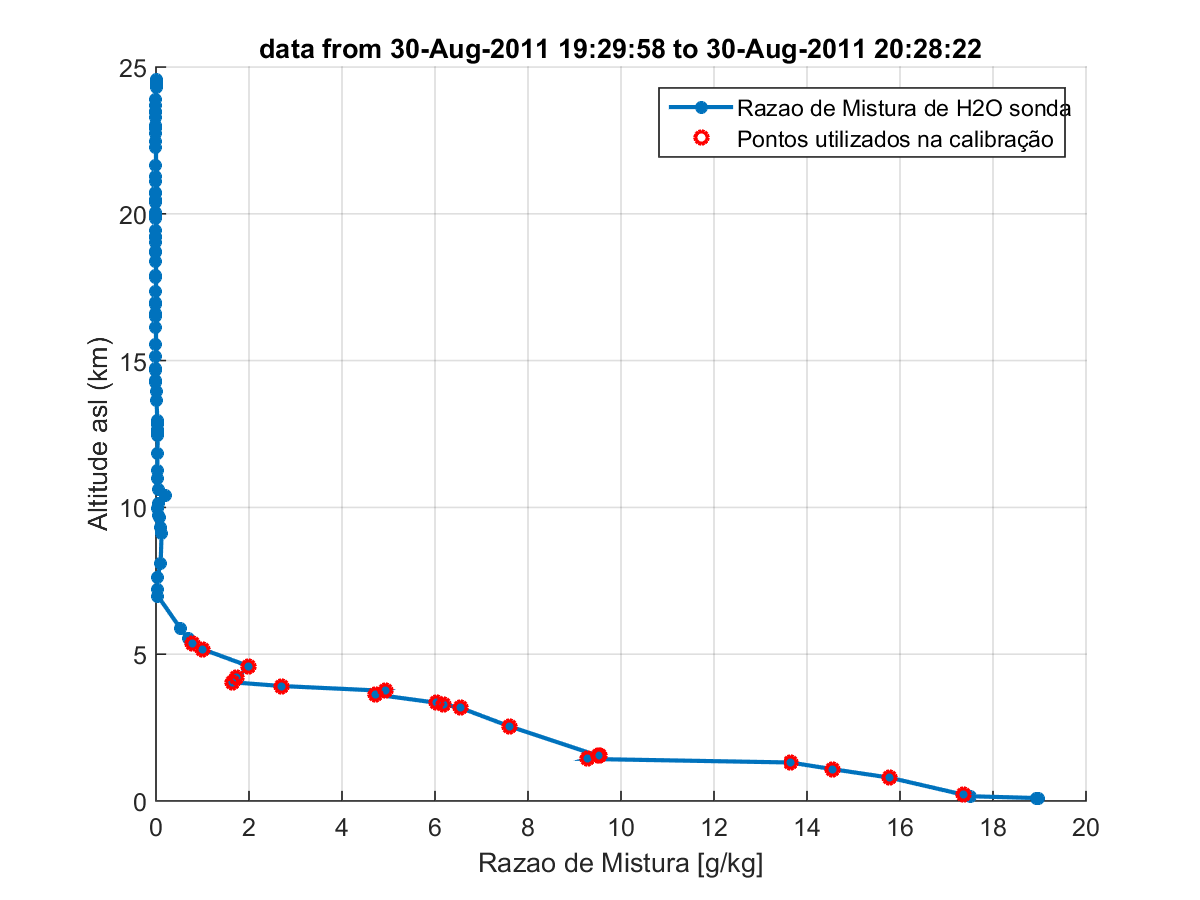 data from 30-Aug-2011 19:29:58 to 30-Aug-2011 20:28:22
Razao de Mistura de H2O sonda
Pontos utilizados na calibração
25
20
15
10
5
0
Altitude asl (km)
0 2 4 6 8 10 12 14 16 18 20
Razao de Mistura [g/kg]